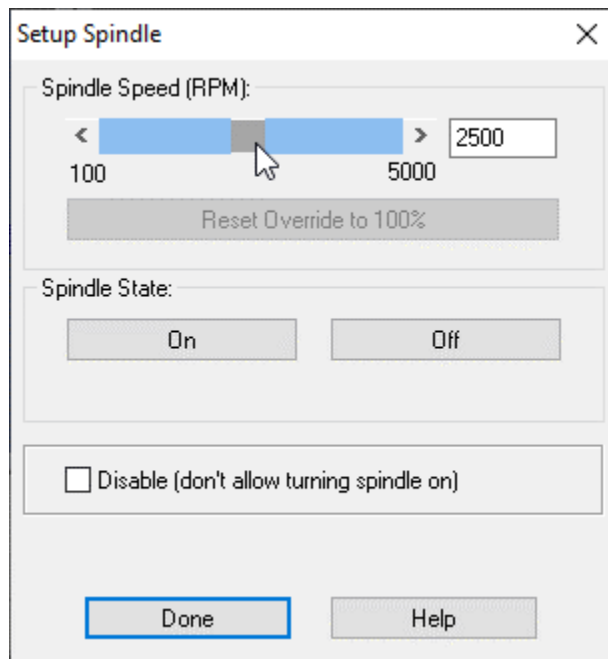 Setup Spindle
Spindle Speed (RPM):
2500
100 5000
Reset Override to 100%
Spindle State:
On Off
Disable (don't allow turning spindle on)
Done Help